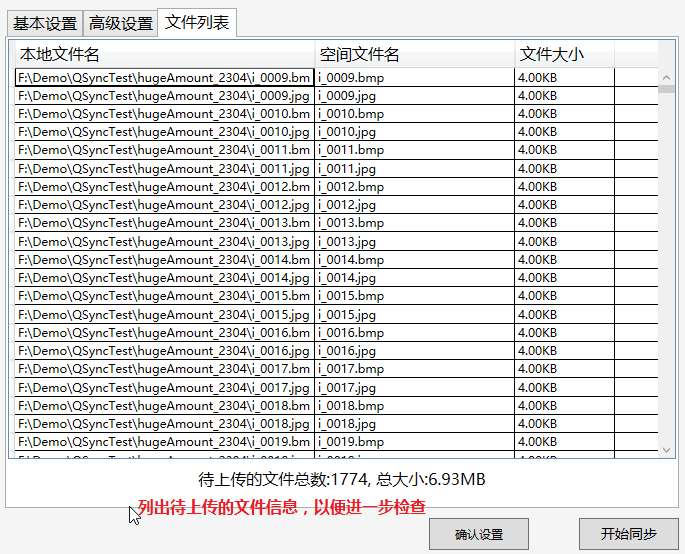 基本设置 高级设置 文件列表
本地文件名 空间文件名 文件大小
F:\Demo\QSyncTest\hugeAmount_2304\i_0009.bm i_0009.bmp 4.00KB
F:\Demo\QSyncTest\hugeAmount_2304\i_0009.jpg i_0009.jpg 4.00KB
F:\Demo\QSyncTest\hugeAmount_2304\i_0010.bm i_0010.bmp 4.00KB
F:\Demo\QSyncTest\hugeAmount_2304\i_0010.jpg i_0010.jpg 4.00KB
F:\Demo\QSyncTest\hugeAmount_2304\i_0011.bm i_0011.bmp 4.00KB
F:\Demo\QSyncTest\hugeAmount_2304\i_0011.jpg i_0011.jpg 4.00KB
F:\Demo\QSyncTest\hugeAmount_2304\i_0012.bm i_0012.bmp 4.00KB
F:\Demo\QSyncTest\hugeAmount_2304\i_0012.jpg i_0012.jpg 4.00KB
F:\Demo\QSyncTest\hugeAmount_2304\i_0013.bm i_0013.bmp 4.00KB
F:\Demo\QSyncTest\hugeAmount_2304\i_0013.jpg i_0013.jpg 4.00KB
F:\Demo\QSyncTest\hugeAmount_2304\i_0014.bm i_0014.bmp 4.00KB
F:\Demo\QSyncTest\hugeAmount_2304\i_0014.jpg i_0014.jpg 4.00KB
F:\Demo\QSyncTest\hugeAmount_2304\i_0015.bm i_0015.bmp 4.00KB
F:\Demo\QSyncTest\hugeAmount_2304\i_0015.jpg i_0015.jpg 4.00KB
F:\Demo\QSyncTest\hugeAmount_2304\i_0016.bm i_0016.bmp 4.00KB
F:\Demo\QSyncTest\hugeAmount_2304\i_0016.jpg i_0016.jpg 4.00KB
F:\Demo\QSyncTest\hugeAmount_2304\i_0017.bm i_0017.bmp 4.00KB
F:\Demo\QSyncTest\hugeAmount_2304\i_0017.jpg i_0017.jpg 4.00KB
F:\Demo\QSyncTest\hugeAmount_2304\i_0018.bm i_0018.bmp 4.00KB
F:\Demo\QSyncTest\hugeAmount_2304\i_0018.jpg i_0018.jpg 4.00KB
F:\Demo\QSyncTest\hugeAmount_2304\i_0019.bm i_0019.bmp 4.00KB
待上传的文件总数:1774, 总大小:6.93MB
列出待上传的文件信息，以便进一步检查
确认设置 开始同步